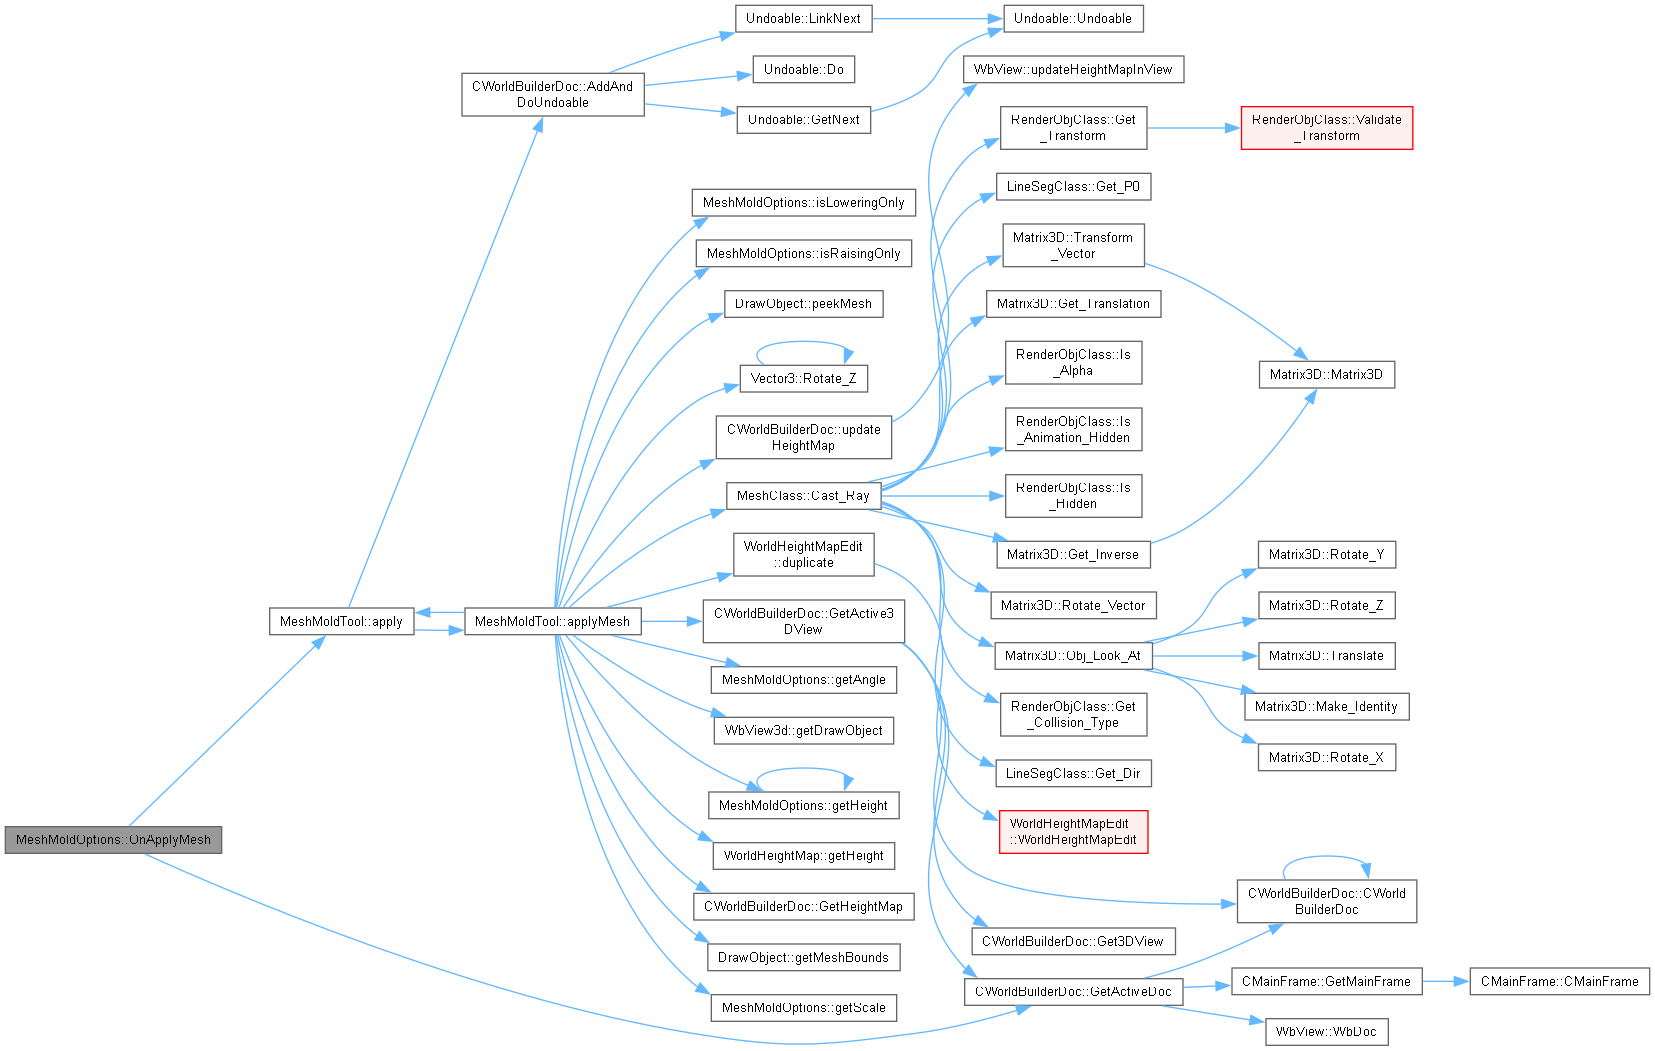 MeshMoldOptions::OnApplyMesh
MeshMoldTool::apply
CWorldBuilderDoc::AddAnd
DoUndoable
MeshMoldTool::applyMesh
Undoable::LinkNext
Undoable::Do
Undoable::GetNext
MeshMoldOptions::isLoweringOnly
MeshMoldOptions::isRaisingOnly
DrawObject::peekMesh
Vector3::Rotate_Z
CWorldBuilderDoc::update
HeightMap
MeshClass::Cast_Ray
WorldHeightMapEdit
::duplicate
CWorldBuilderDoc::GetActive3
DView
MeshMoldOptions::getAngle
WbView3d::getDrawObject
MeshMoldOptions::getHeight
WorldHeightMap::getHeight
CWorldBuilderDoc::GetHeightMap
DrawObject::getMeshBounds
MeshMoldOptions::getScale
Undoable::Undoable
WbView::updateHeightMapInView
RenderObjClass::Get
_Transform
LineSegClass::Get_P0
Matrix3D::Transform
_Vector
Matrix3D::Get_Translation
RenderObjClass::Is
_Alpha
RenderObjClass::Is
_Animation_Hidden
RenderObjClass::Is
_Hidden
Matrix3D::Get_Inverse
Matrix3D::Rotate_Vector
Matrix3D::Obj_Look_At
RenderObjClass::Get
_Collision_Type
LineSegClass::Get_Dir
WorldHeightMapEdit
::WorldHeightMapEdit
CWorldBuilderDoc::Get3DView
CWorldBuilderDoc::GetActiveDoc
RenderObjClass::Validate
_Transform
Matrix3D::Matrix3D
Matrix3D::Rotate_Y
Matrix3D::Rotate_Z
Matrix3D::Translate
Matrix3D::Make_Identity
Matrix3D::Rotate_X
CWorldBuilderDoc::CWorld
BuilderDoc
CMainFrame::GetMainFrame
WbView::WbDoc
CMainFrame::CMainFrame